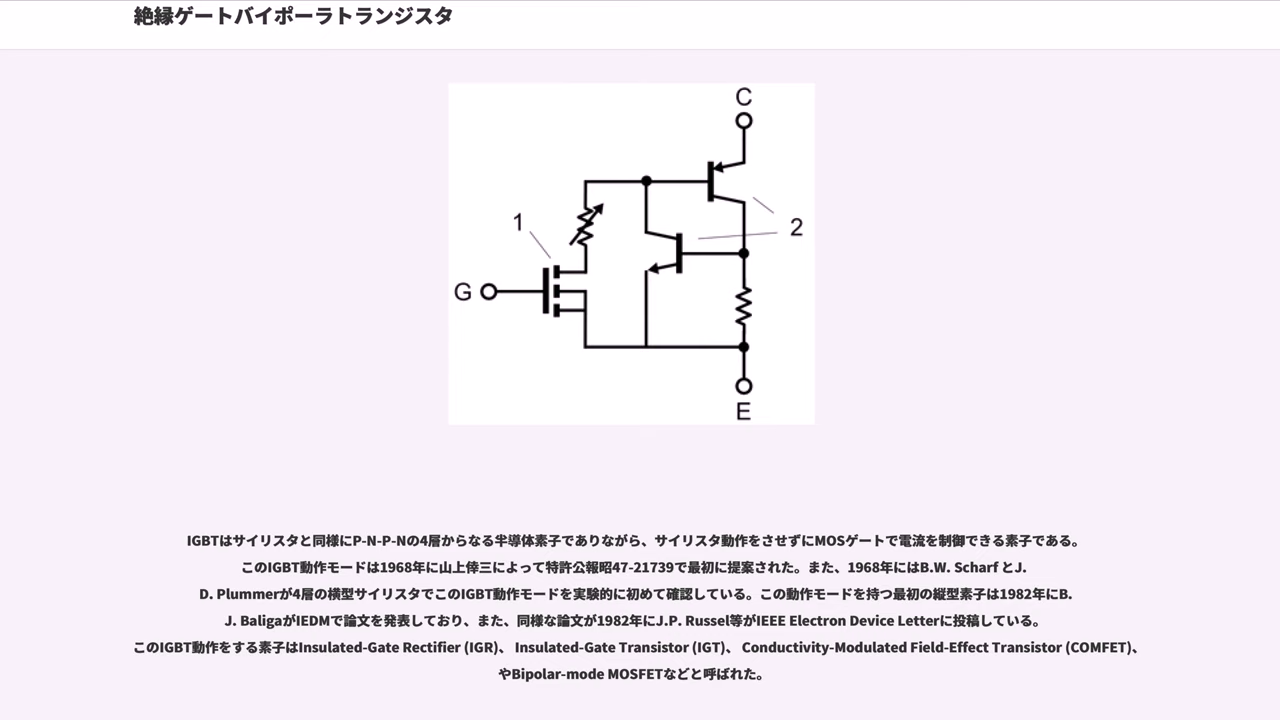 絶縁ゲートバイポーラトランジスタ
C
1
2
G
E
IGBTはサイリスタと同様にP-N-P-Nの4層からなる半導体素子でありながら、サイリスタ動作をさせずにMOSゲートで電流を制御できる素子である。
このIGBT動作モードは1968年に山上倖三によって特許公報昭47-21739で最初に提案された。また、1968年にはB.W. Scharf とJ.
D. Plummerが4層の横型サイリスタでこのIGBT動作モードを実験的に初めて確認している。この動作モードを持つ最初の縦型素子は1982年にB.
J. BaligaがIEDMで論文を発表しており、また、同様な論文が1982年にJ.P. Russel等がIEEE Electron Device Letterに投稿している。
このIGBT動作をする素子はInsulated-Gate Rectifier (IGR)、 Insulated-Gate Transistor (IGT)、 Conductivity-Modulated Field-Effect Transistor (COMFET)、
やBipolar-mode MOSFETなどと呼ばれた。